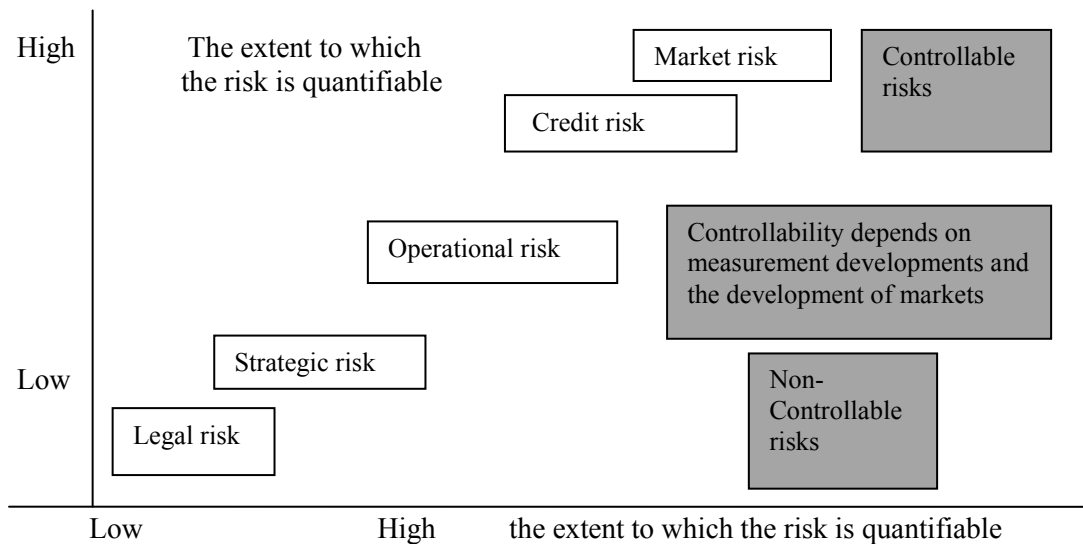 High
The extent to which
the risk is quantifiable
Market risk
Controllable
risks
Credit risk
Operational risk
Controllability depends on
measurement developments and
the development of markets
Strategic risk
Low
Non-
Controllable
risks
Legal risk
Low
High
the extent to which the risk is quantifiable